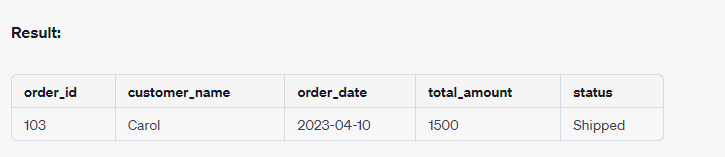 Result:
order_id customer_name order_date total_amount status
103 Carol 2023-04-10 1500 Shipped